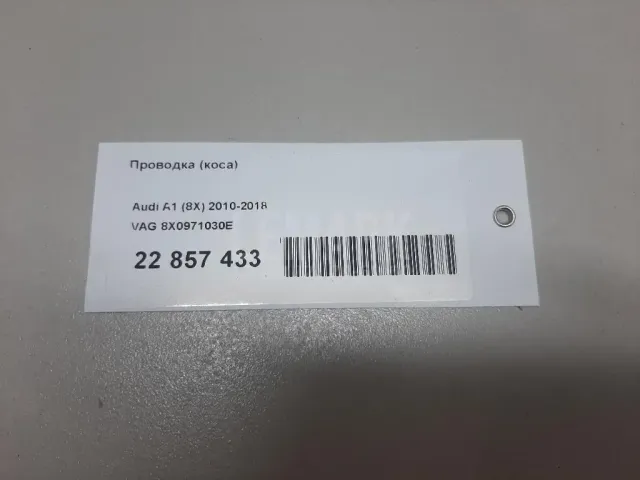 Проводка (коса)
Audi A1 (8X) 2010-2018
VAG 8X0971030E
22 857 433